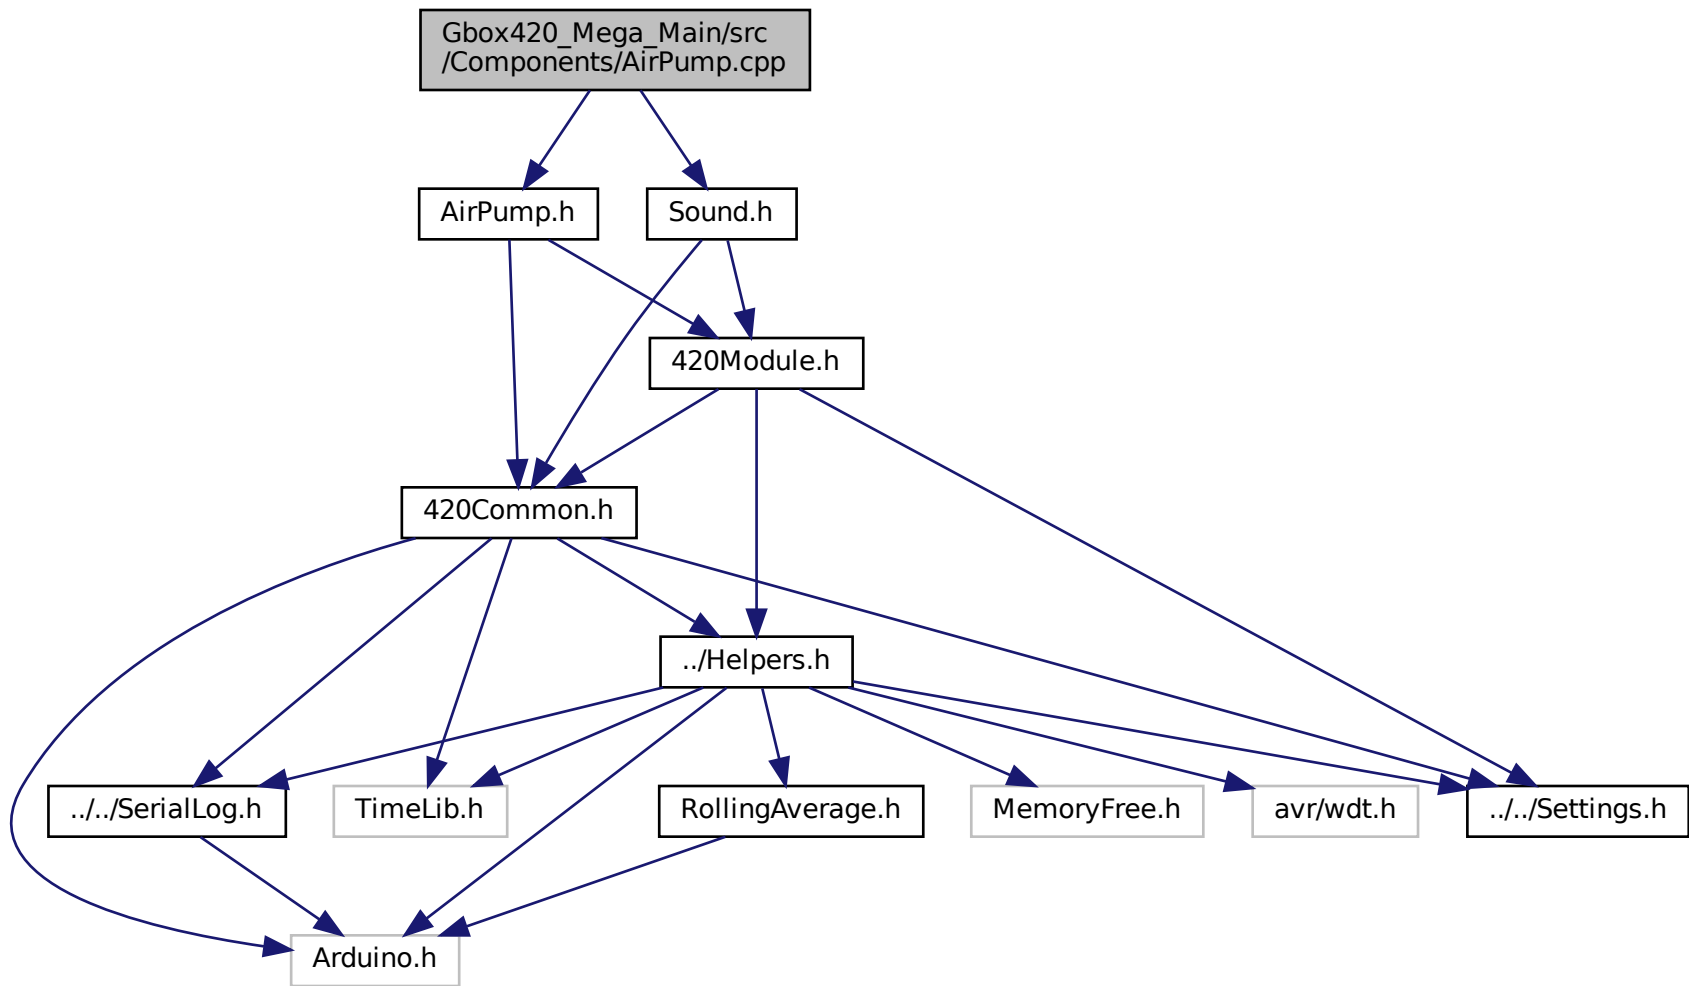 Gbox420_Mega_Main/src
/Components/AirPump.cpp
AirPump.h
Sound.h
420Module.h
420Common.h
../Helpers.h
../../SerialLog.h
TimeLib.h
RollingAverage.h
MemoryFree.h
avr/wdt.h
../../Settings.h
Arduino.h